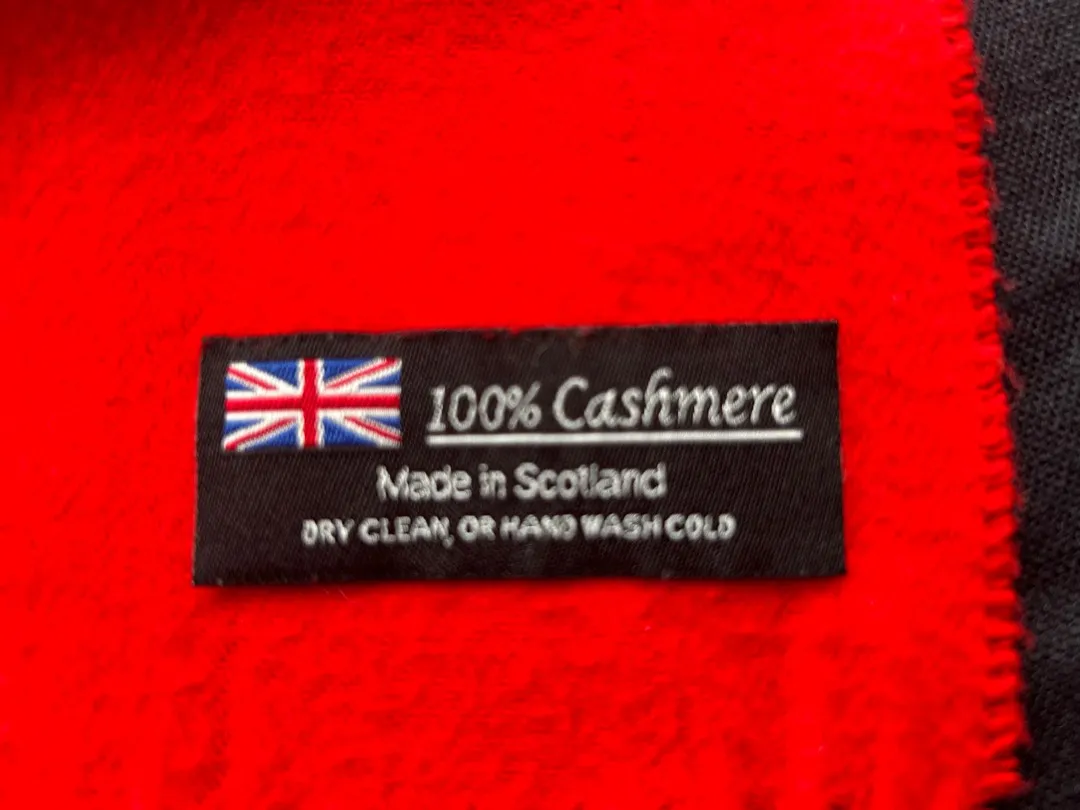 100% Cashmere
Made in Scotland
DRY CLEAN, OR HAND WASH COLD